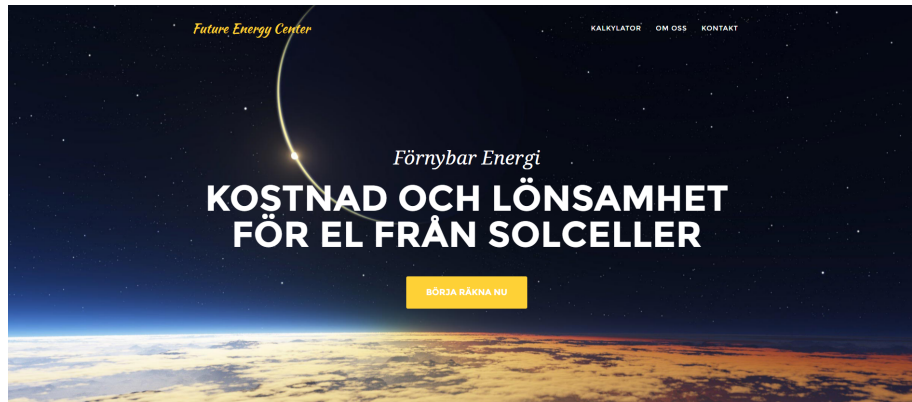 Future Energy Center
KALKYLATOR OM OSS KONTAKT
Förnybar Energi
KOSTNAD OCH LÖNSAMHET
FÖR EL FRÅN SOLCELLER
BÖRJA RÄKNA NU